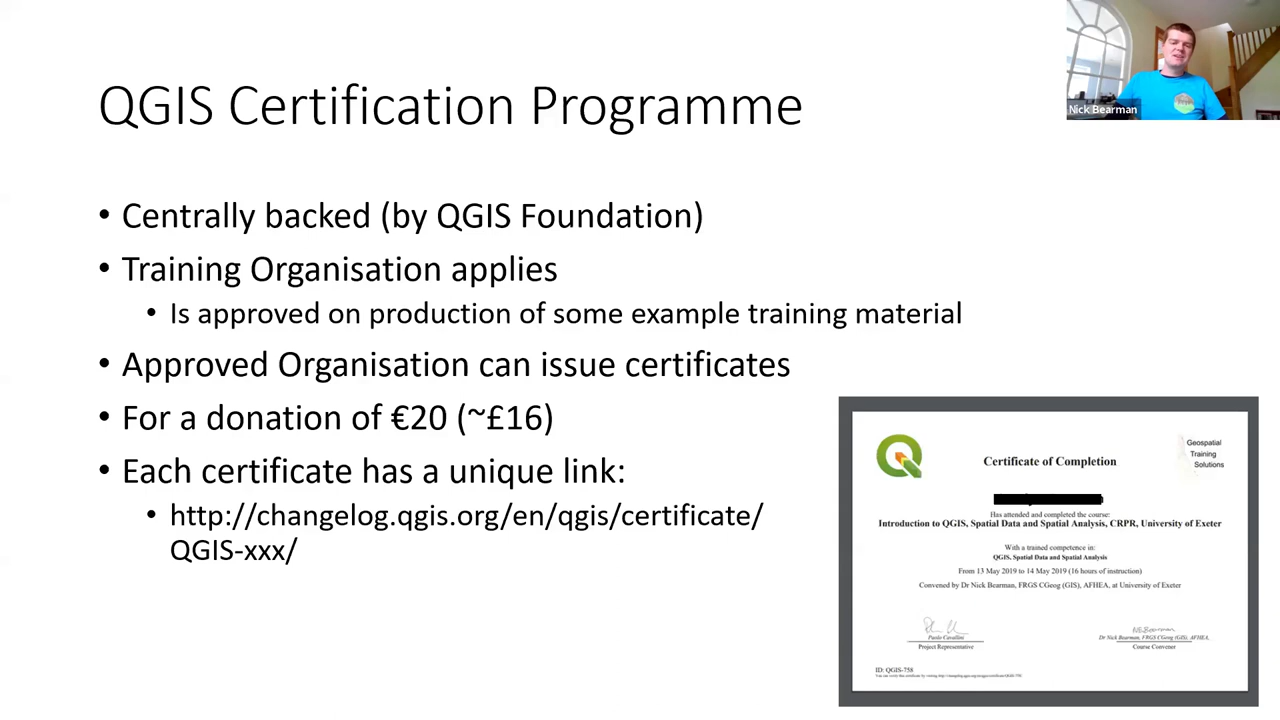 Nick Bearman
QGIS Certification Programme
• Centrally backed (by QGIS Foundation)
• Training Organisation applies
• Is approved on production of some example training material
• Approved Organisation can issue certificates
• For a donation of €20 (~£16)
• Each certificate has a unique link:
• http://changelog.qgis.org/en/qgis/certificate/
QGIS-xxx/
Geospatial
Training
Solutions
Certificate of Completion
Has attended and completed the course:
Introduction to QGIS, Spatial Data and Spatial Analysis, CRPR, University of Exeter
With a trained competence in:
QGIS, Spatial Data and Spatial Analysis
From 13 May 2019 to 14 May 2019 (16 hours of instruction)
Convened by Dr Nick Bearman, FRGS CGeog (GIS), AFHEA, at University of Exeter
Paolo Cavallini
Project Representative
Dr Nick Bearman, FRGS CGeog (GIS), AFHEA,
Course Convener
ID: QGIS-758